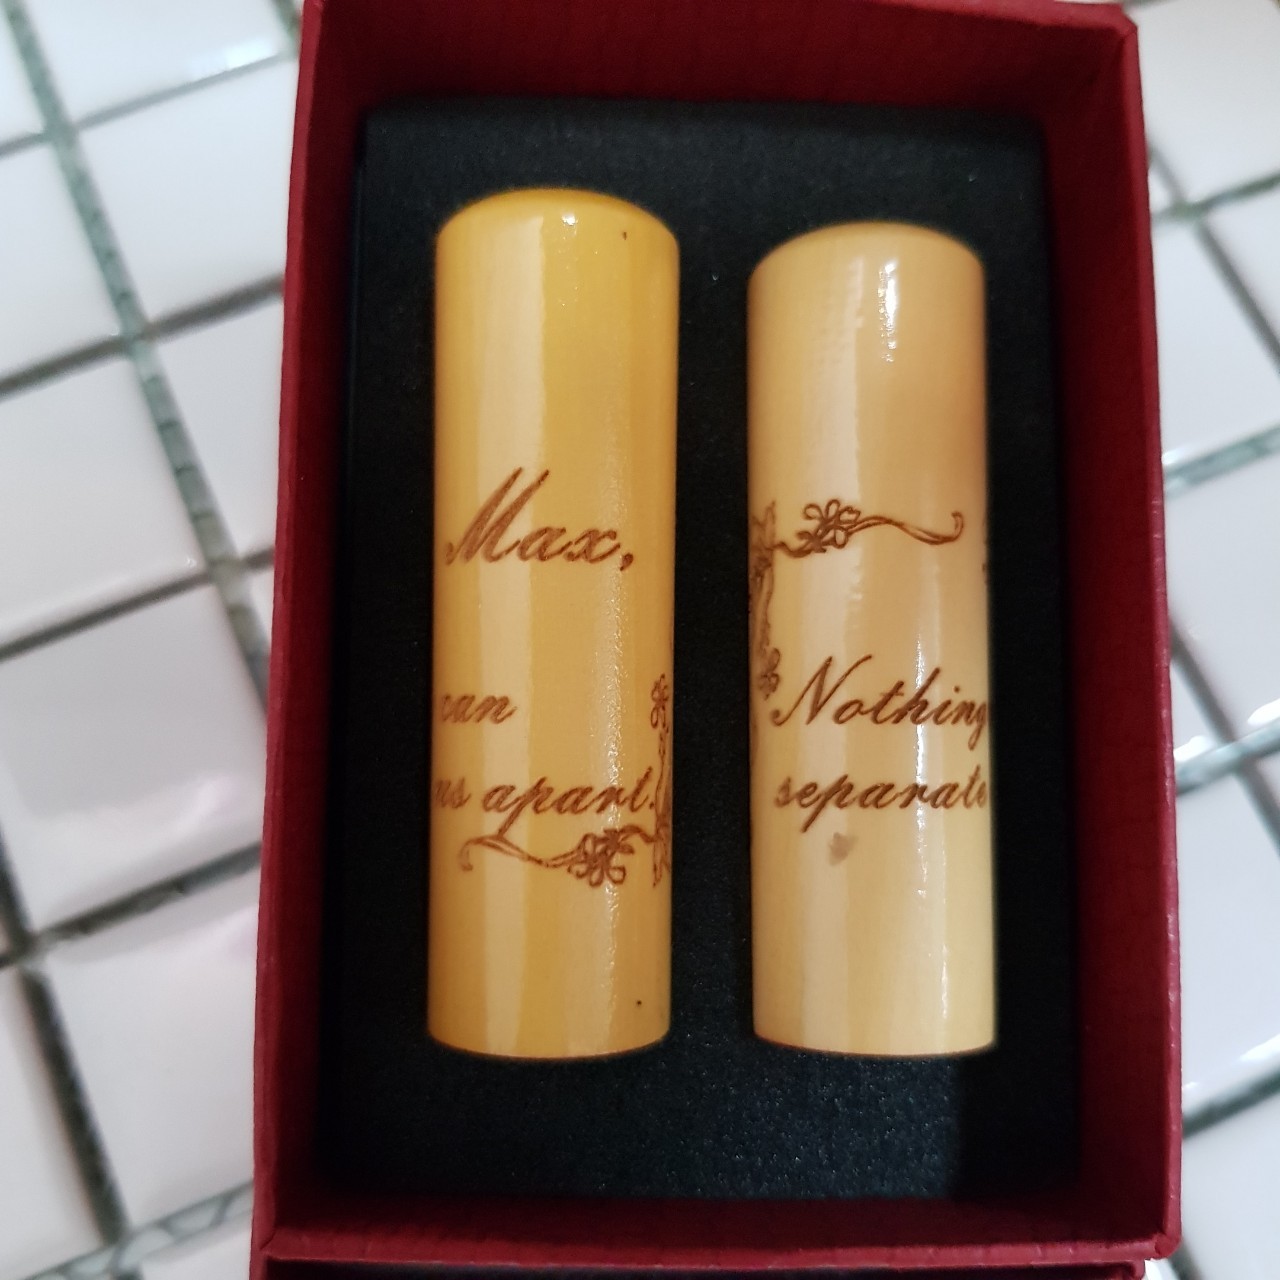 Max,
can
us apart.
Nothing
separate